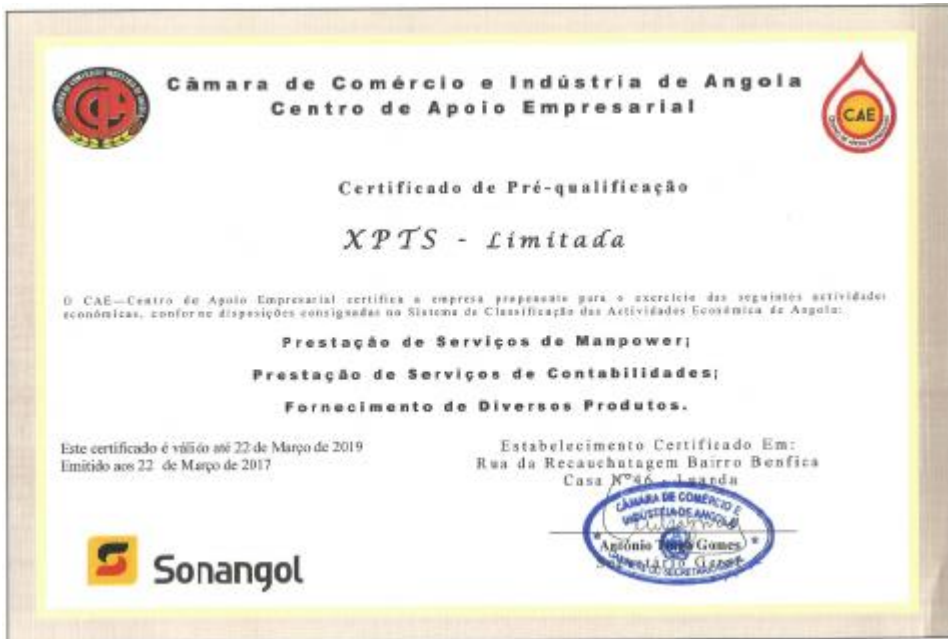 Câmara de Comércio e Indústria de Angola
Centro de Apoio Empresarial
CAE
Certificado de Pré-qualificação
XPTS - Limitada
O CAE—Centro de Apoio Empresarial certifica a empresa proponente para o exercício das seguintes actividades
económicas, conforme disposições consignadas no Sistema de Classificação das Actividades Económica de Angola:
Prestação de Serviços de Manpower;
Prestação de Serviços de Contabilidades;
Fornecimento de Diversos Produtos.
Este certificado é válido até 22 de Março de 2019
Emitido aos 22 de Março de 2017
Estabelecimento Certificado Em:
Rua da Recauchutagem Bairro Benfica
Casa Nº46 - Luanda
CÂMARA DE COMÉRCIO E
INDÚSTRIA DE ANGOLA
António Gomes
Secretário Geral
Sonangol